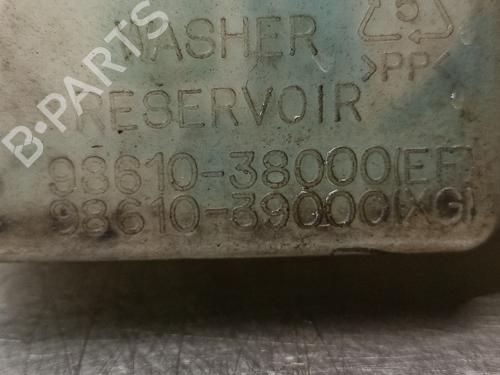 B-PARTS
WASHER
RESERVOIR
5
>PP<
98610-38000(EF)
98610-39000(XG)